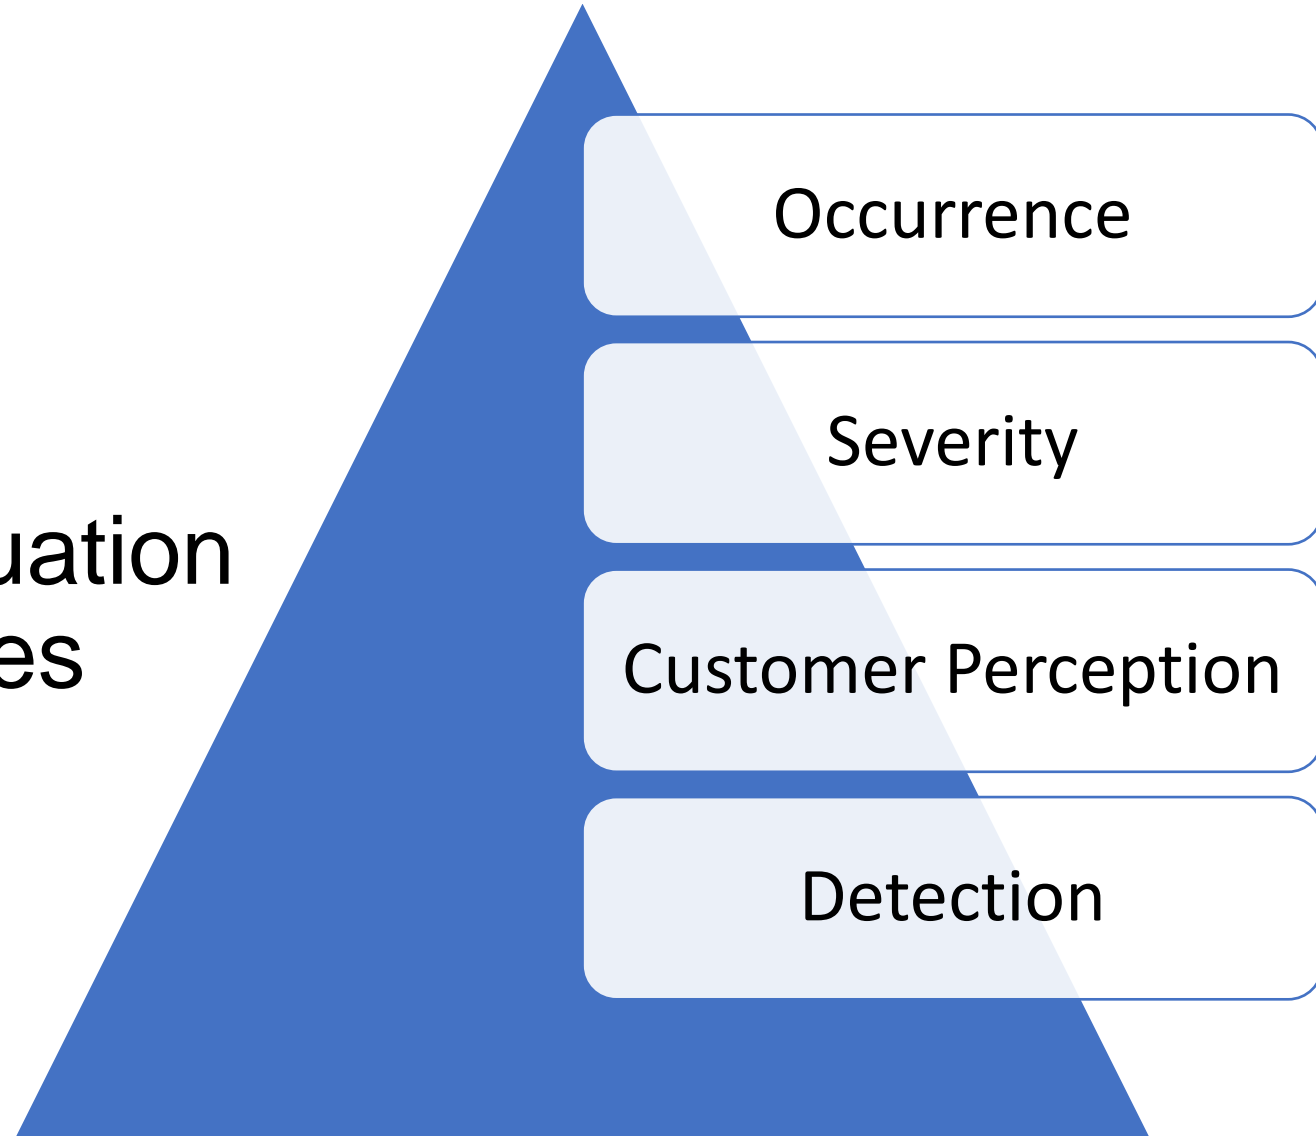 Occurrence
Severity
uation
es
Customer Perception
Detection